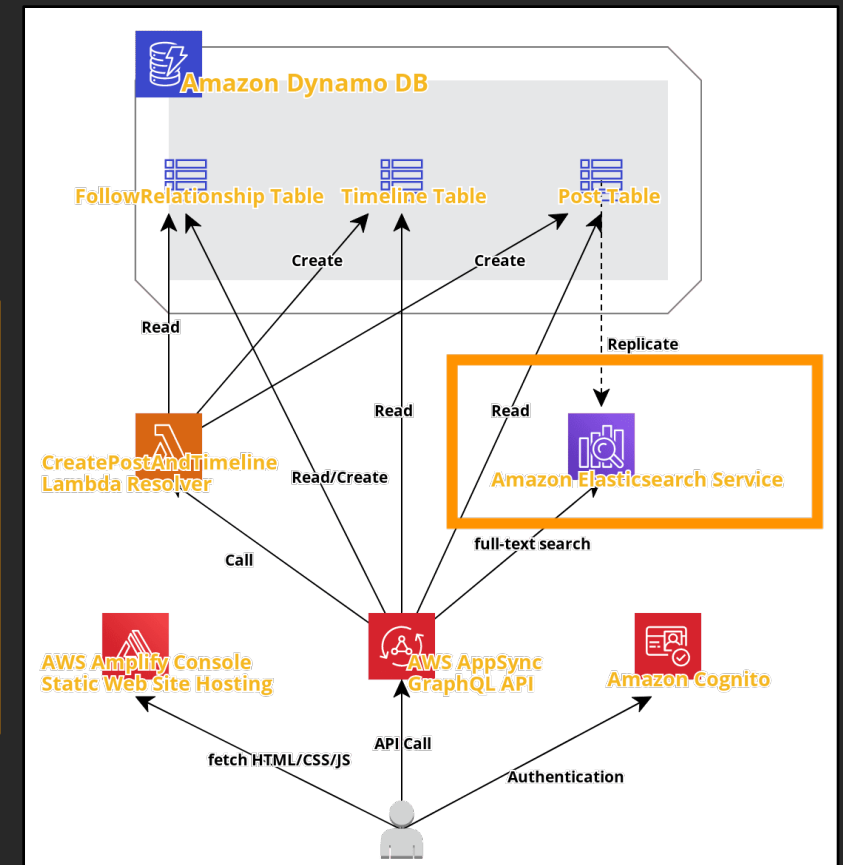 Amazon Dynamo DB
FollowRelationship Table
Timeline Table
Post Table
Create
Create
Read
Replicate
Read
Read
CreatePostAndTimeline
Lambda Resolver
Read/Create
Amazon Elasticsearch Service
full-text search
Call
AWS Amplify Console
Static Web Site Hosting
AWS AppSync
GraphQL API
Amazon Cognito
API Call
fetch HTML/CSS/JS
Authentication